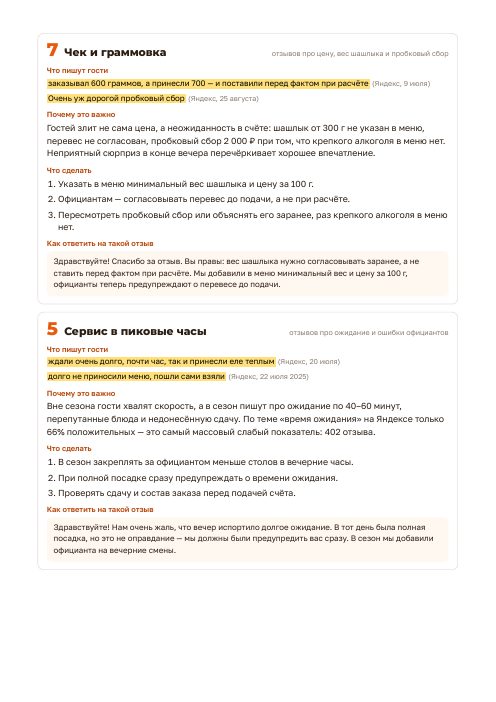 7 Чек и граммовка отзывов про цену, вес шашлыка и пробковый сбор
Что пишут гости
заказывал 600 граммов, а принесли 700 — и поставили перед фактом при расчёте (Яндекс, 9 июля)
Очень уж дорогой пробковый сбор (Яндекс, 25 августа)
Почему это важно
Гостей злит не сама цена, а неожиданность в счёте: шашлык от 300 г не указан в меню,
перевес не согласован, пробковый сбор 2 000 ₽ при том, что крепкого алкоголя в меню нет.
Неприятный сюрприз в конце вечера перечёркивает хорошее впечатление.
Что сделать
1. Указать в меню минимальный вес шашлыка и цену за 100 г.
2. Официантам — согласовывать перевес до подачи, а не при расчёте.
3. Пересмотреть пробковый сбор или объяснять его заранее, раз крепкого алкоголя в меню
нет.
Как ответить на такой отзыв
Здравствуйте! Спасибо за отзыв. Вы правы: вес шашлыка нужно согласовывать заранее, а не
ставить перед фактом при расчёте. Мы добавили в меню минимальный вес и цену за 100 г,
официанты теперь предупреждают о перевесе до подачи.
5 Сервис в пиковые часы отзывов про ожидание и ошибки официантов
Что пишут гости
ждали очень долго, почти час, так и принесли еле теплым (Яндекс, 20 июля)
долго не приносили меню, пошли сами взяли (Яндекс, 22 июля 2025)
Почему это важно
Вне сезона гости хвалят скорость, а в сезон пишут про ожидание по 40–60 минут,
перепутанные блюда и недонесённую сдачу. По теме «время ожидания» на Яндексе только
66% положительных — это самый массовый слабый показатель: 402 отзыва.
Что сделать
1. В сезон закреплять за официантом меньше столов в вечерние часы.
2. При полной посадке сразу предупреждать о времени ожидания.
3. Проверять сдачу и состав заказа перед подачей счёта.
Как ответить на такой отзыв
Здравствуйте! Нам очень жаль, что вечер испортило долгое ожидание. В тот день была полная
посадка, но это не оправдание — мы должны были предупредить вас сразу. В сезон мы добавили
официанта на вечерние смены.